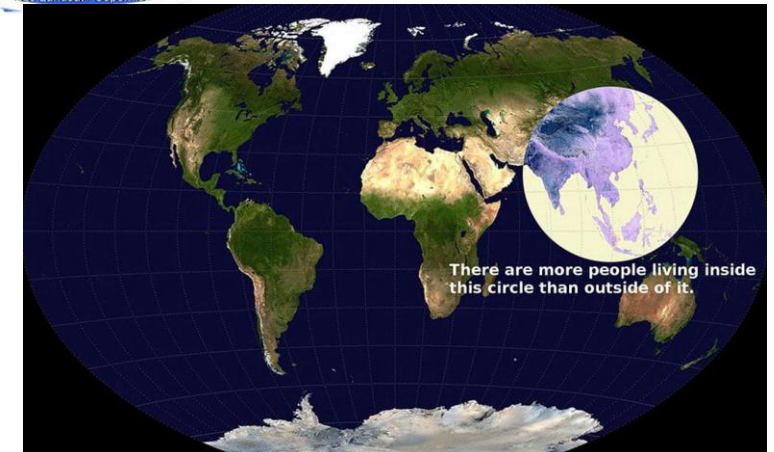 There are more people living inside
this circle than outside of it.